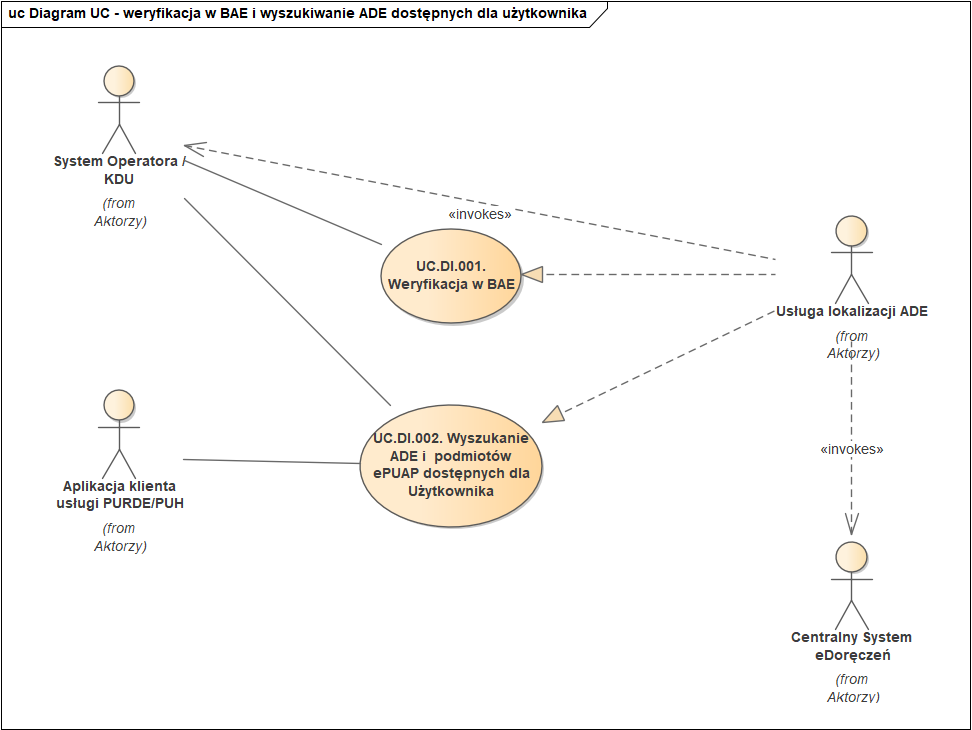 uc Diagram UC - weryfikacja w BAE i wyszukiwanie ADE dostępnych dla użytkownika
System Operatora /
KDU
(from
Aktorzy)
«invokes»
UC.DI.001.
Weryfikacja w BAE
Usługa lokalizacji ADE
(from
Aktorzy)
«invokes»
UC.DI.002. Wyszukanie
ADE i podmiotów
ePUAP dostępnych dla
Użytkownika
Aplikacja klienta
usługi PURDE/PUH
(from
Aktorzy)
Centralny System
eDoręczeń
(from
Aktorzy)